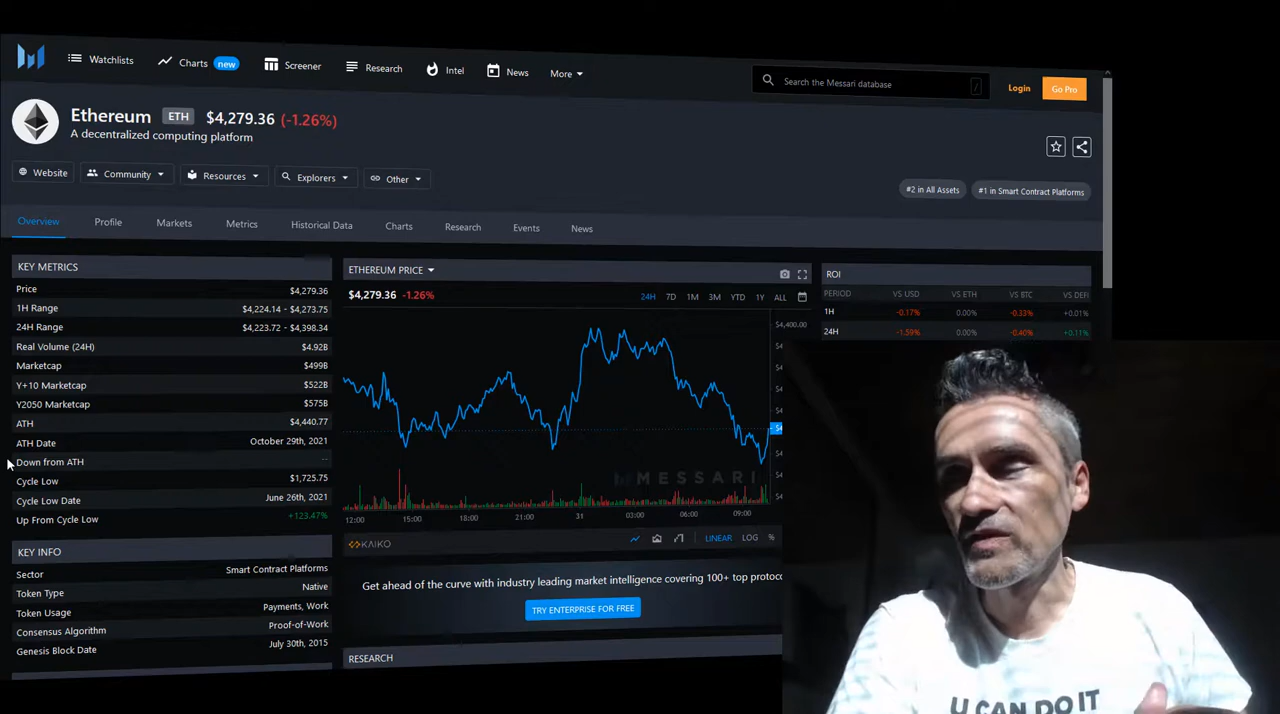 Watchlists Charts new Screener Research Intel News More Search the Messari database / Login Go Pro
Ethereum ETH $4,279.36 (-1.26%)
A decentralized computing platform
Website Community Resources Explorers Other
#2 in All Assets #1 in Smart Contract Platforms
Overview Profile Markets Metrics Historical Data Charts Research Events News
KEY METRICS
Price $4,279.36
1H Range $4,224.14 - $4,273.75
24H Range $4,223.72 - $4,398.34
Real Volume (24H) $4.92B
Marketcap $499B
Y+10 Marketcap $522B
Y2050 Marketcap $575B
ATH $4,440.77
ATH Date October 29th, 2021
Down from ATH --
Cycle Low $1,725.75
Cycle Low Date June 26th, 2021
Up From Cycle Low +123.47%
KEY INFO
Sector Smart Contract Platforms
Token Type Native
Token Usage Payments, Work
Consensus Algorithm Proof-of-Work
Genesis Block Date July 30th, 2015
ETHEREUM PRICE
$4,279.36 -1.26% 24H 7D 1M 3M YTD 1Y ALL
$4,400.00
MESSARI
12:00 15:00 18:00 21:00 31 03:00 06:00 09:00
KAIKO LINEAR LOG %
Get ahead of the curve with industry leading market intelligence covering 100+ top
TRY ENTERPRISE FOR FREE
RESEARCH
ROI
PERIOD VS USD VS ETH VS BTC VS DEFI
1H -0.17% 0.00% -0.33% +0.01%
24H -1.59% 0.00% -0.40% +0.11%
U CAN DO IT